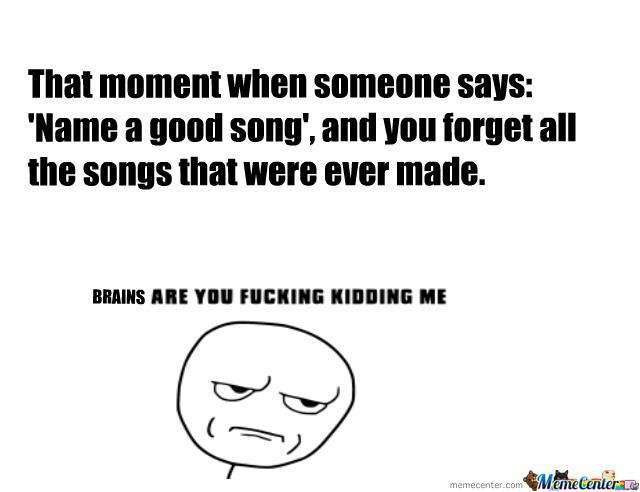 That moment when someone says:
'Name a good song', and you forget all
the songs that were ever made.
BRAINS ARE YOU FUCKING KIDDING ME
memecenter.com MemeCenter